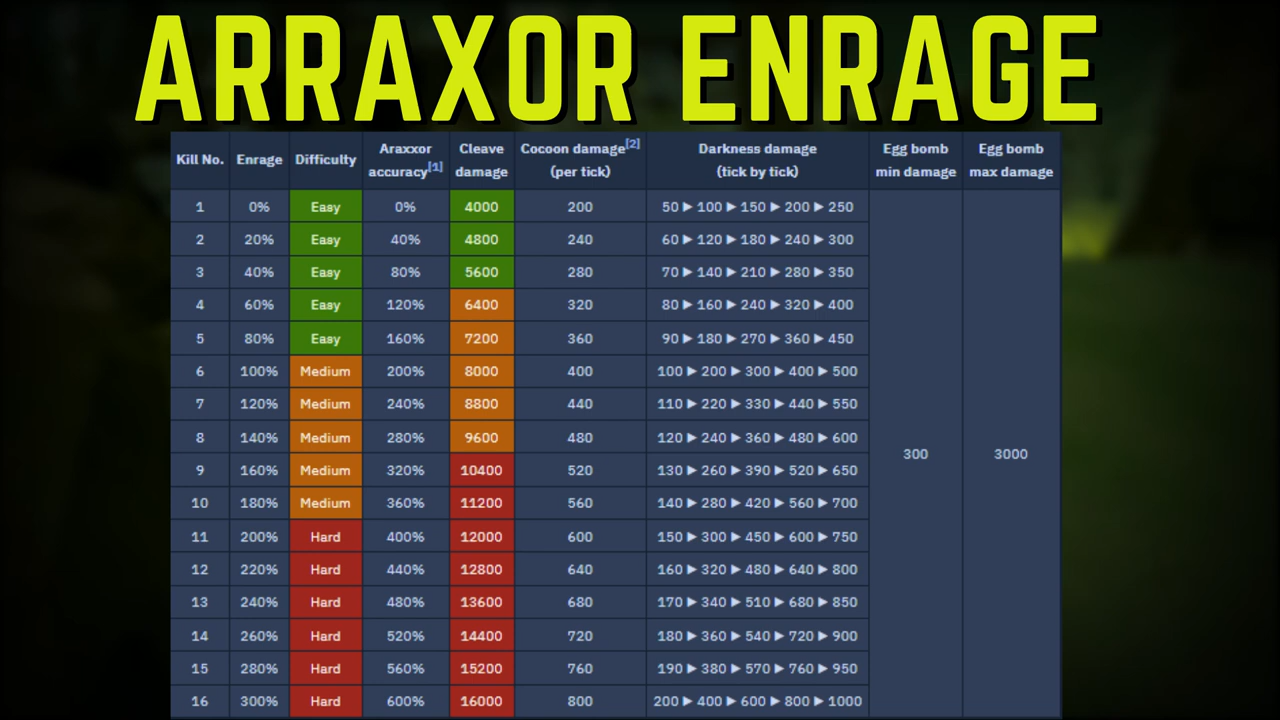 ARRAXOR ENRAGE
Kill No. Enrage Difficulty Araxxor accuracy[1] Cleave damage Cocoon damage[2] (per tick) Darkness damage (tick by tick) Egg bomb min damage Egg bomb max damage
1 0% Easy 0% 4000 200 50 ► 100 ► 150 ► 200 ► 250
2 20% Easy 40% 4800 240 60 ► 120 ► 180 ► 240 ► 300
3 40% Easy 80% 5600 280 70 ► 140 ► 210 ► 280 ► 350
4 60% Easy 120% 6400 320 80 ► 160 ► 240 ► 320 ► 400
5 80% Easy 160% 7200 360 90 ► 180 ► 270 ► 360 ► 450
6 100% Medium 200% 8000 400 100 ► 200 ► 300 ► 400 ► 500
7 120% Medium 240% 8800 440 110 ► 220 ► 330 ► 440 ► 550
8 140% Medium 280% 9600 480 120 ► 240 ► 360 ► 480 ► 600
300 3000
9 160% Medium 320% 10400 520 130 ► 260 ► 390 ► 520 ► 650
10 180% Medium 360% 11200 560 140 ► 280 ► 420 ► 560 ► 700
11 200% Hard 400% 12000 600 150 ► 300 ► 450 ► 600 ► 750
12 220% Hard 440% 12800 640 160 ► 320 ► 480 ► 640 ► 800
13 240% Hard 480% 13600 680 170 ► 340 ► 510 ► 680 ► 850
14 260% Hard 520% 14400 720 180 ► 360 ► 540 ► 720 ► 900
15 280% Hard 560% 15200 760 190 ► 380 ► 570 ► 760 ► 950
16 300% Hard 600% 16000 800 200 ► 400 ► 600 ► 800 ► 1000